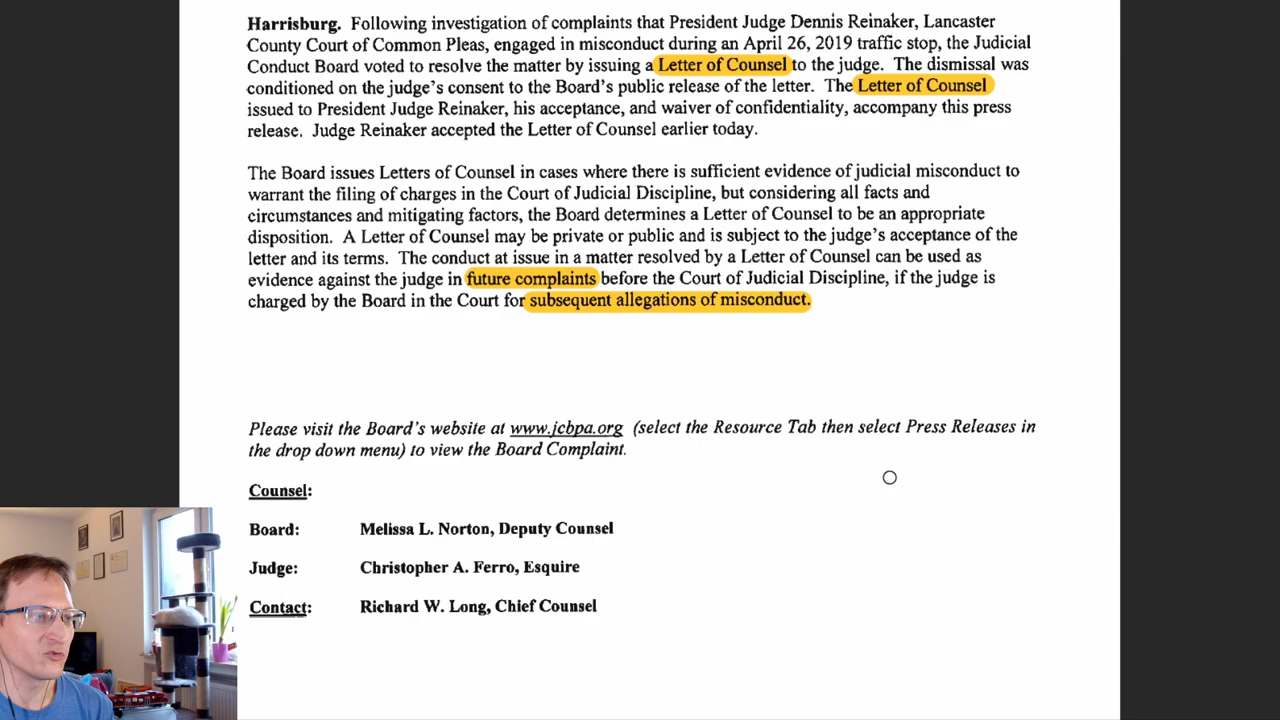 Harrisburg. Following investigation of complaints that President Judge Dennis Reinaker, Lancaster
County Court of Common Pleas, engaged in misconduct during an April 26, 2019 traffic stop, the Judicial
Conduct Board voted to resolve the matter by issuing a Letter of Counsel to the judge. The dismissal was
conditioned on the judge's consent to the Board's public release of the letter. The Letter of Counsel
issued to President Judge Reinaker, his acceptance, and waiver of confidentiality, accompany this press
release. Judge Reinaker accepted the Letter of Counsel earlier today.
The Board issues Letters of Counsel in cases where there is sufficient evidence of judicial misconduct to
warrant the filing of charges in the Court of Judicial Discipline, but considering all facts and
circumstances and mitigating factors, the Board determines a Letter of Counsel to be an appropriate
disposition. A Letter of Counsel may be private or public and is subject to the judge's acceptance of the
letter and its terms. The conduct at issue in a matter resolved by a Letter of Counsel can be used as
evidence against the judge in future complaints before the Court of Judicial Discipline, if the judge is
charged by the Board in the Court for subsequent allegations of misconduct.
Please visit the Board's website at www.jcbpa.org (select the Resource Tab then select Press Releases in
the drop down menu) to view the Board Complaint.
Counsel:
Board: Melissa L. Norton, Deputy Counsel
Judge: Christopher A. Ferro, Esquire
Contact: Richard W. Long, Chief Counsel